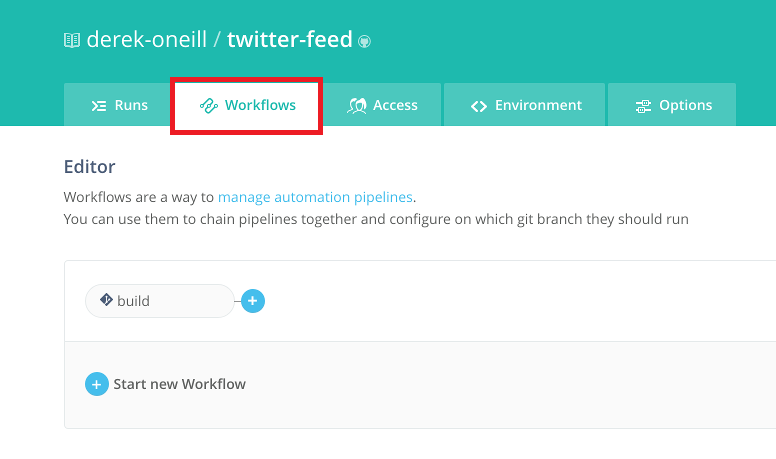 derek-oneill / twitter-feed
Runs Workflows Access Environment Options
Editor
Workflows are a way to manage automation pipelines.
You can use them to chain pipelines together and configure on which git branch they should run
build
Start new Workflow